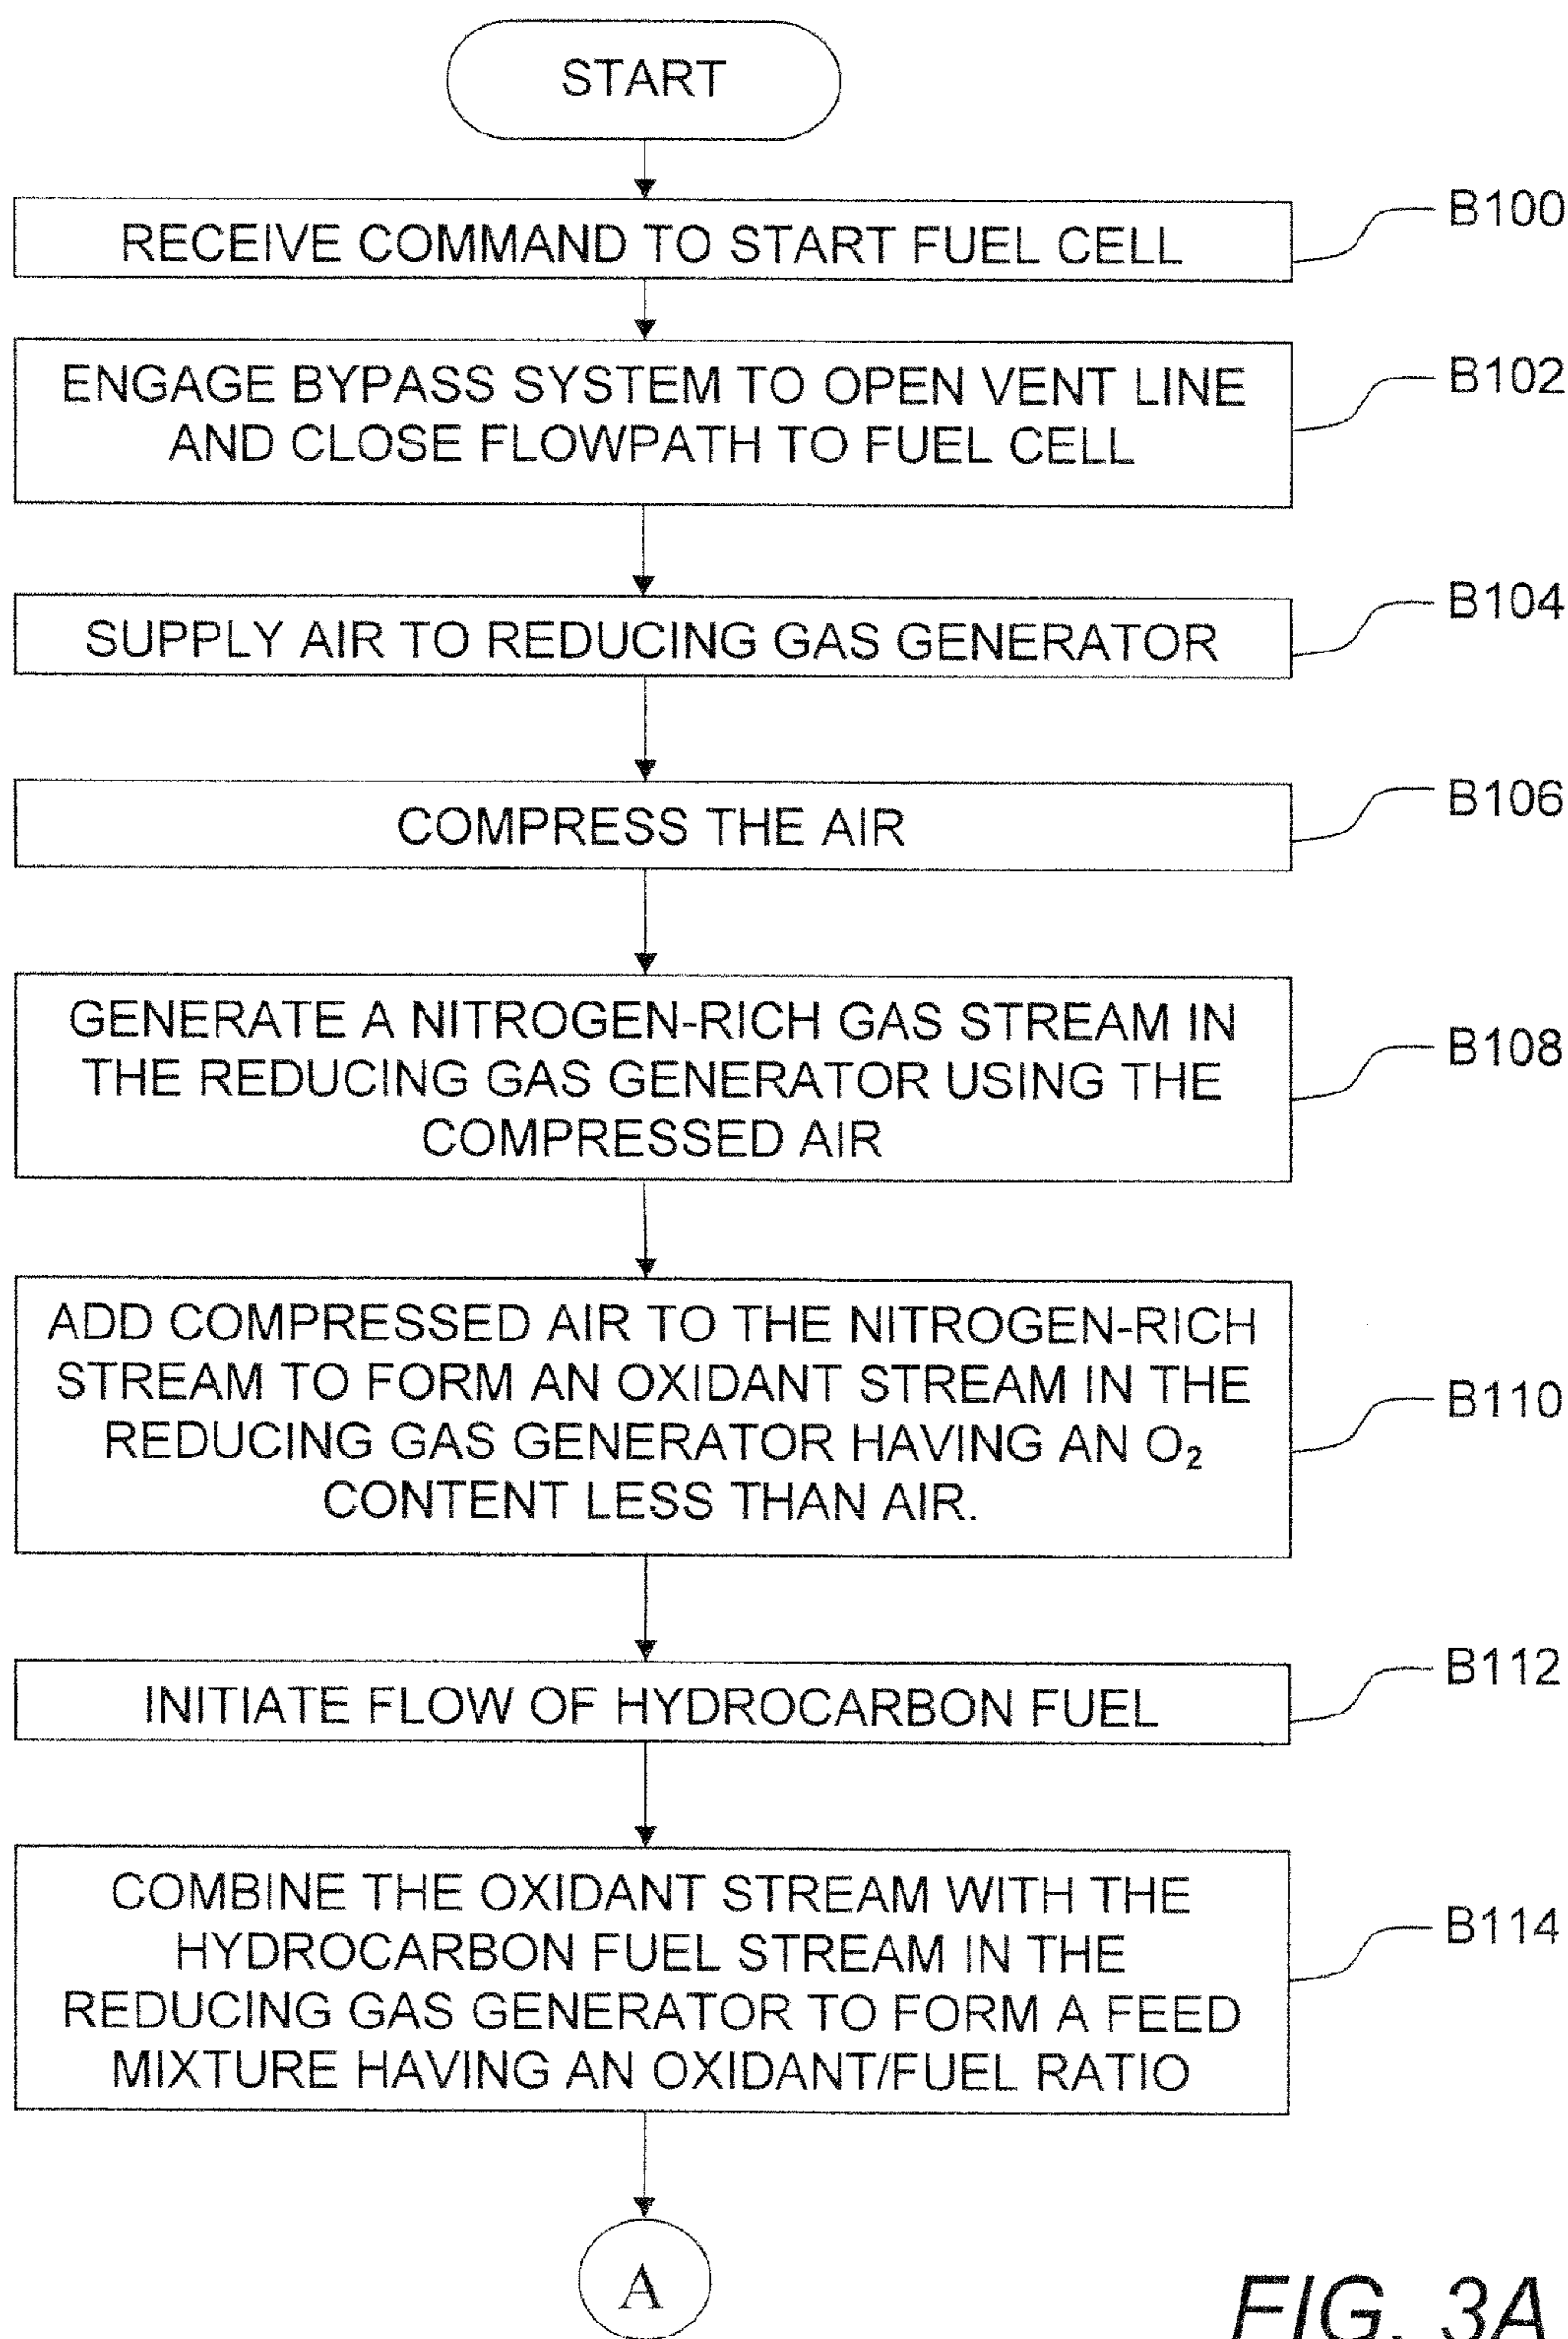 START
RECEIVE COMMAND TO START FUEL CELL
B100
ENGAGE BYPASS SYSTEM TO OPEN VENT LINE
AND CLOSE FLOWPATH TO FUEL CELL
B102
SUPPLY AIR TO REDUCING GAS GENERATOR
B104
COMPRESS THE AIR
B106
GENERATE A NITROGEN-RICH GAS STREAM IN
THE REDUCING GAS GENERATOR USING THE
COMPRESSED AIR
B108
ADD COMPRESSED AIR TO THE NITROGEN-RICH
STREAM TO FORM AN OXIDANT STREAM IN THE
REDUCING GAS GENERATOR HAVING AN O₂
CONTENT LESS THAN AIR.
B110
INITIATE FLOW OF HYDROCARBON FUEL
B112
COMBINE THE OXIDANT STREAM WITH THE
HYDROCARBON FUEL STREAM IN THE
REDUCING GAS GENERATOR TO FORM A FEED
MIXTURE HAVING AN OXIDANT/FUEL RATIO
B114
A
FIG. 3A